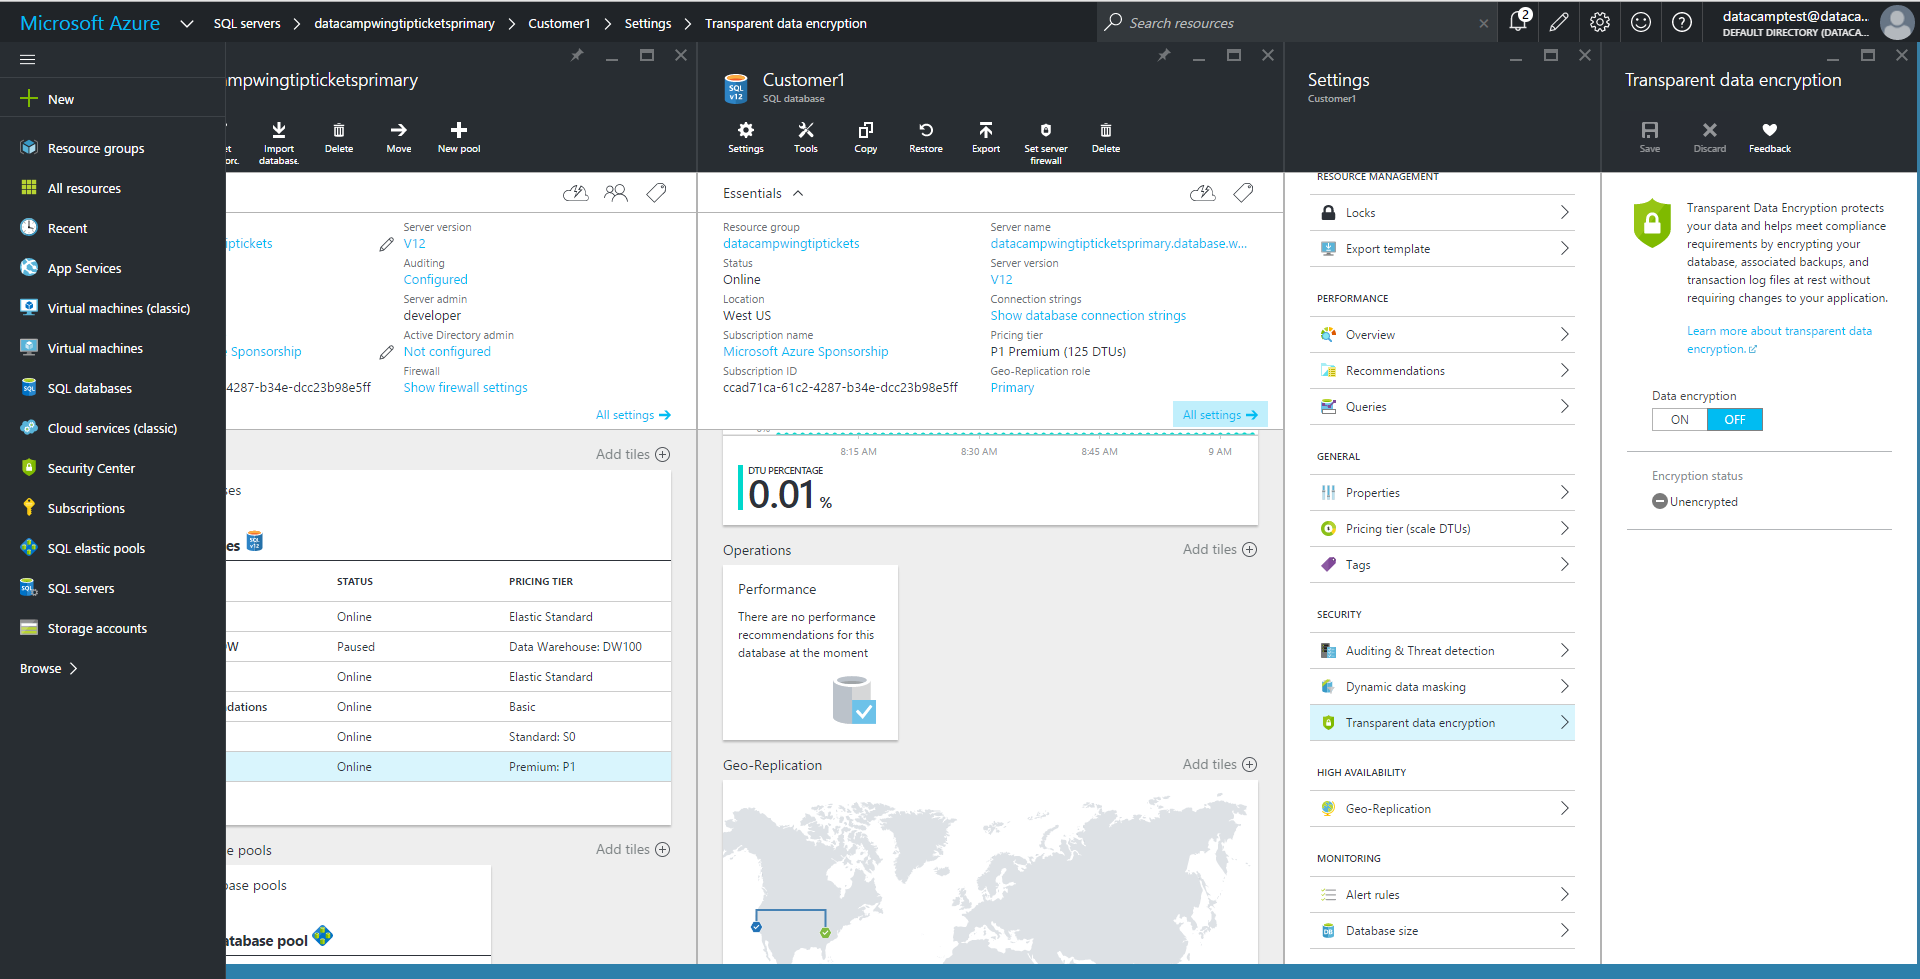 Microsoft Azure
SQL servers
datacampwingtipticketsprimary
Customer1
Settings
Transparent data encryption
Search resources
2
datacamptest@dataca...
DEFAULT DIRECTORY (DATACA...
New
Resource groups
All resources
Recent
App Services
Virtual machines (classic)
Virtual machines
SQL databases
Cloud services (classic)
Security Center
Subscriptions
SQL elastic pools
SQL servers
Storage accounts
Browse
ampwingtipticketsprimary
et
orc.
Import
database.
Delete
Move
New pool
iptickets
Server version
V12
Auditing
Configured
Server admin
developer
Active Directory admin
Sponsorship
Not configured
Firewall
4287-b34e-dcc23b98e5ff
Show firewall settings
All settings
Add tiles
ses
es
SQL
v12
STATUS
PRICING TIER
Online
Elastic Standard
OW
Paused
Data Warehouse: DW100
Online
Elastic Standard
dations
Online
Basic
Online
Standard: S0
Online
Premium: P1
e pools
Add tiles
base pools
atabase pool
SQL
v12
Customer1
SQL database
Settings
Tools
Copy
Restore
Export
Set server
firewall
Delete
Essentials
Resource group
datacampwingtiptickets
Server name
datacampwingtipticketsprimary.database.w...
Status
Online
Server version
V12
Location
West US
Connection strings
Show database connection strings
Subscription name
Microsoft Azure Sponsorship
Pricing tier
P1 Premium (125 DTUs)
Subscription ID
ccad71ca-61c2-4287-b34e-dcc23b98e5ff
Geo-Replication role
Primary
All settings
8:15 AM
8:30 AM
8:45 AM
9 AM
DTU PERCENTAGE
0.01 %
Operations
Add tiles
Performance
There are no performance
recommendations for this
database at the moment
Geo-Replication
Add tiles
Settings
Customer1
RESOURCE MANAGEMENT
Locks
Export template
PERFORMANCE
Overview
Recommendations
Queries
GENERAL
Properties
Pricing tier (scale DTUs)
Tags
SECURITY
Auditing & Threat detection
Dynamic data masking
Transparent data encryption
HIGH AVAILABILITY
Geo-Replication
MONITORING
Alert rules
Database size
Transparent data encryption
Save
Discard
Feedback
Transparent Data Encryption protects
your data and helps meet compliance
requirements by encrypting your
database, associated backups, and
transaction log files at rest without
requiring changes to your application.
Learn more about transparent data
encryption.
Data encryption
ON
OFF
Encryption status
Unencrypted